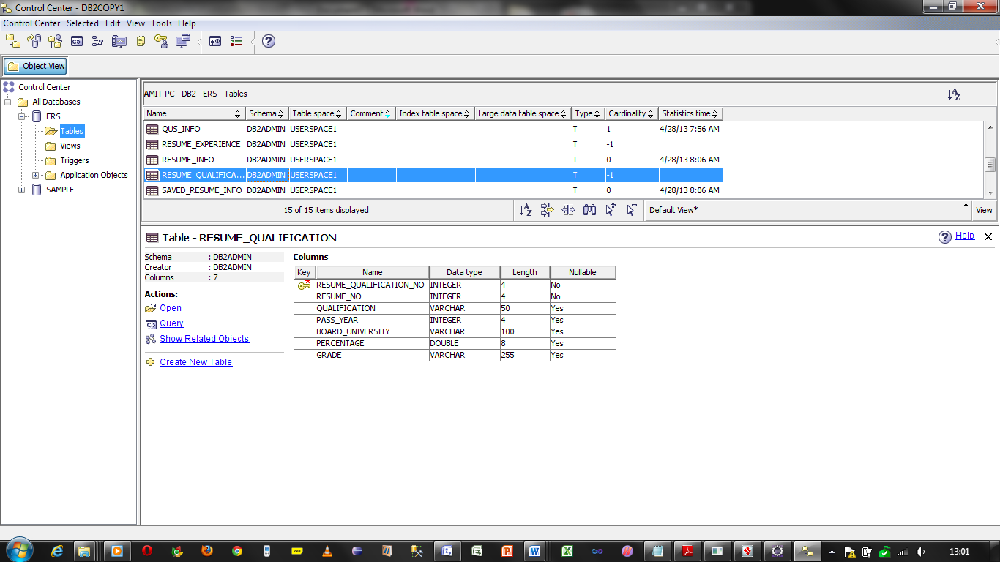 Control Center - DB2COPY1
Control Center Selected Edit View Tools Help
Object View
Control Center
All Databases
ERS
Tables
Views
Triggers
Application Objects
SAMPLE
AMIT-PC - DB2 - ERS - Tables
Name Schema Table space Comment Index table space Large data table space Type Cardinality Statistics time
QUS_INFO DB2ADMIN USERSPACE1 T 1 4/28/13 7:56 AM
RESUME_EXPERIENCE DB2ADMIN USERSPACE1 T -1
RESUME_INFO DB2ADMIN USERSPACE1 T 0 4/28/13 8:06 AM
RESUME_QUALIFICA... DB2ADMIN USERSPACE1 T -1
SAVED_RESUME_INFO DB2ADMIN USERSPACE1 T 0 4/28/13 8:06 AM
15 of 15 items displayed Default View* View
Table - RESUME_QUALIFICATION Help
Schema : DB2ADMIN
Creator : DB2ADMIN
Columns : 7
Actions:
Open
Query
Show Related Objects
Create New Table
Columns
Key Name Data type Length Nullable
RESUME_QUALIFICATION_NO INTEGER 4 No
RESUME_NO INTEGER 4 No
QUALIFICATION VARCHAR 50 Yes
PASS_YEAR INTEGER 4 Yes
BOARD_UNIVERSITY VARCHAR 100 Yes
PERCENTAGE DOUBLE 8 Yes
GRADE VARCHAR 255 Yes
13:01